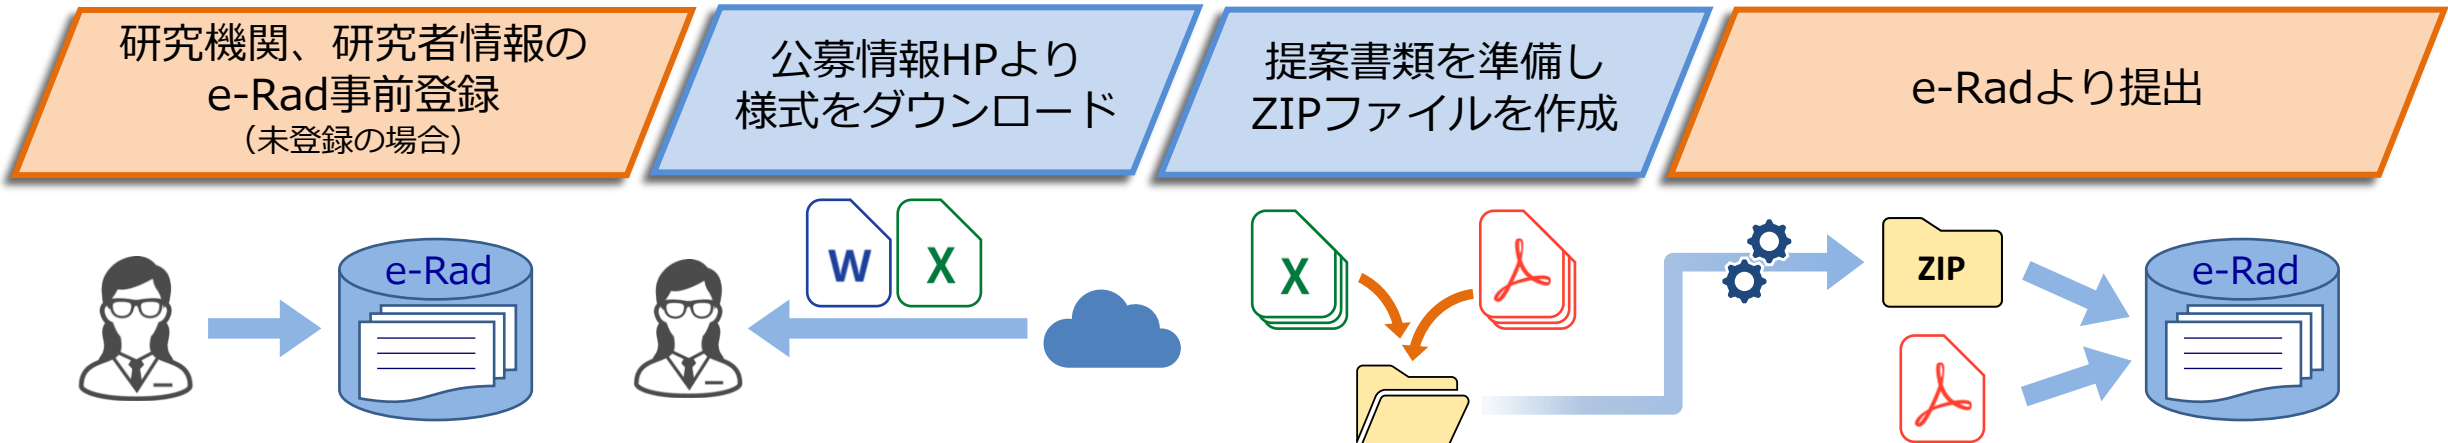 研究機関、研究者情報の
e-Rad事前登録
（未登録の場合）
公募情報HPより
様式をダウンロード
提案書類を準備し
ZIPファイルを作成
e-Radより提出
e-Rad
W
X
X
ZIP
e-Rad